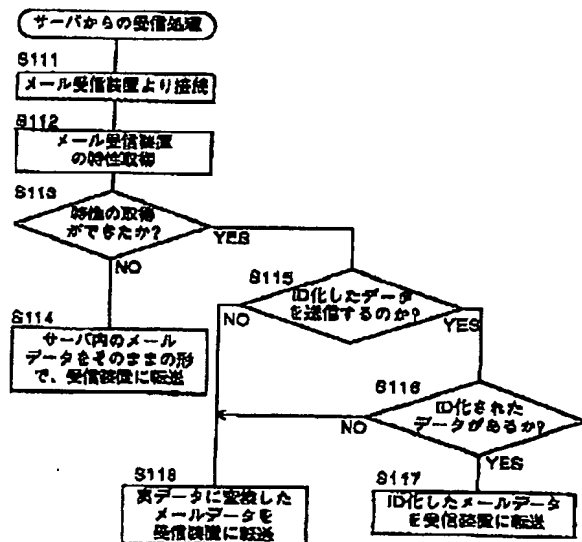 サーバからの受信処理
S111
メール受信装置より接続
S112
メール受信装置
の特性取得
S113
特性の取得
ができたか?
YES
NO
S114
サーバ内のメール
データをそのままの形
で、受信装置に転送
S115
ID化したデータ
を送信するのか?
NO
YES
S116
ID化された
データがあるか?
NO
YES
S117
ID化したメールデータ
を受信装置に転送
S118
実データに変換した
メールデータを
受信装置に転送